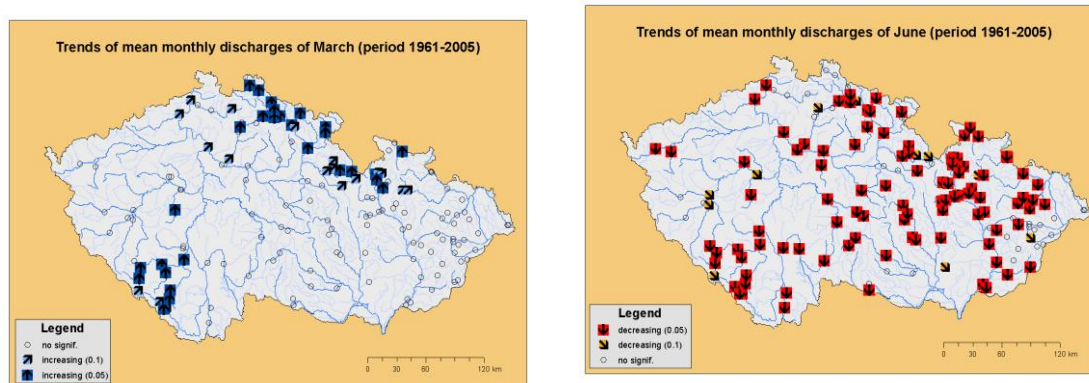 Trends of mean monthly discharges of March (period 1961-2005)
Legend
no signif.
increasing (0.1)
increasing (0.05)
0 30 60 120 km
Trends of mean monthly discharges of June (period 1961-2005)
Legend
decreasing (0.05)
decreasing (0.1)
no signif.
0 30 60 120 km